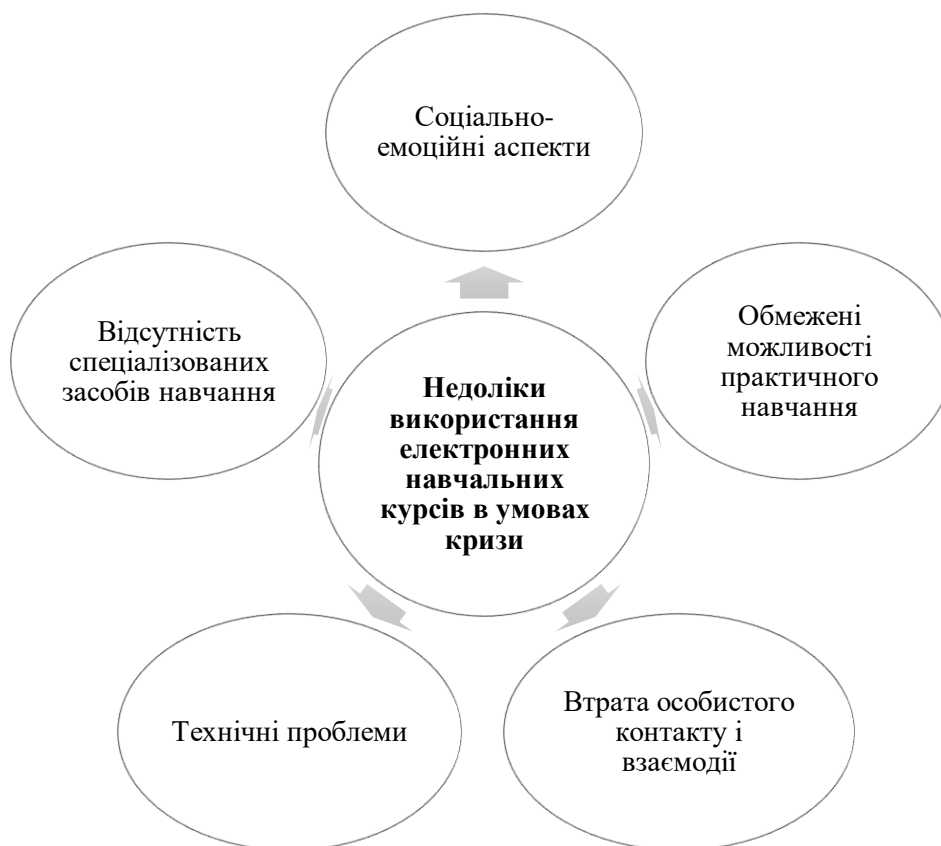 Соціально-
емоційні аспекти
Відсутність
спеціалізованих
засобів навчання
Обмежені
можливості
практичного
навчання
Недоліки
використання
електронних
навчальних
курсів в умовах
кризи
Технічні проблеми
Втрата особистого
контакту і
взаємодії